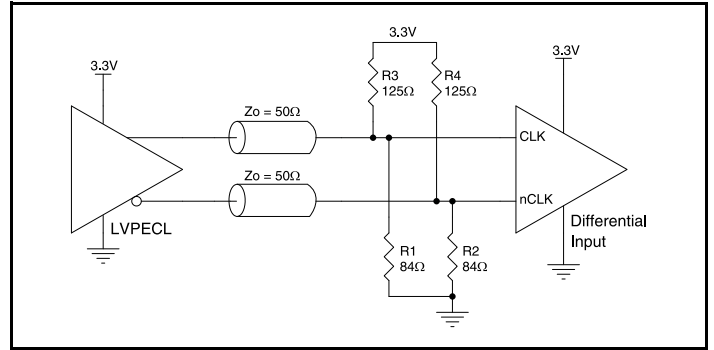 3.3V
3.3V
3.3V
R3
125Ω
R4
125Ω
Zo = 50Ω
CLK
Zo = 50Ω
nCLK
LVPECL
Differential
Input
R1
84Ω
R2
84Ω